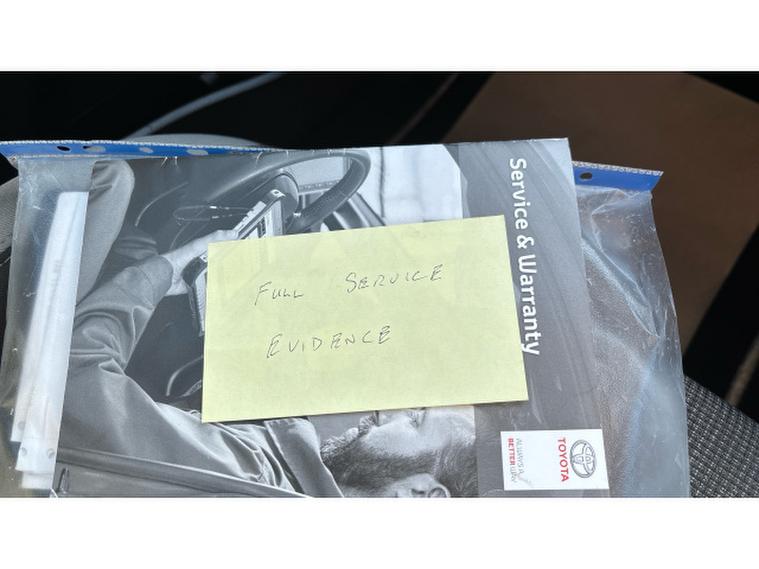 Service & Warranty
FULL SERVICE
EVIDENCE
TOYOTA
ALWAYS A
BETTER WAY